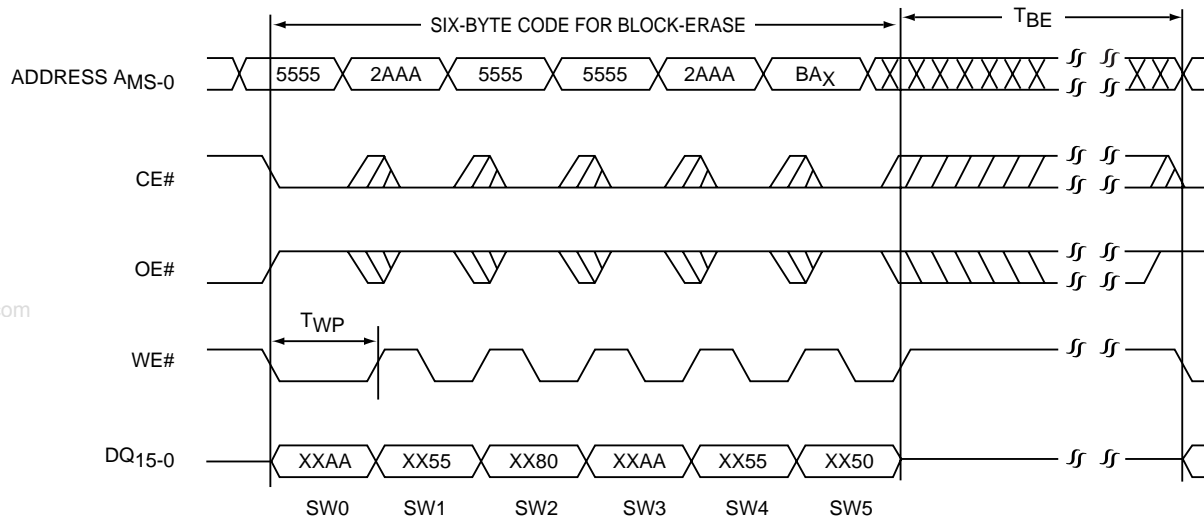 SIX-BYTE CODE FOR BLOCK-ERASE TBE
ADDRESS AMS-0 5555 2AAA 5555 5555 2AAA BAX
CE#
OE#
om
TWP
WE#
DQ15-0 XXAA XX55 XX80 XXAA XX55 XX50
SW0 SW1 SW2 SW3 SW4 SW5